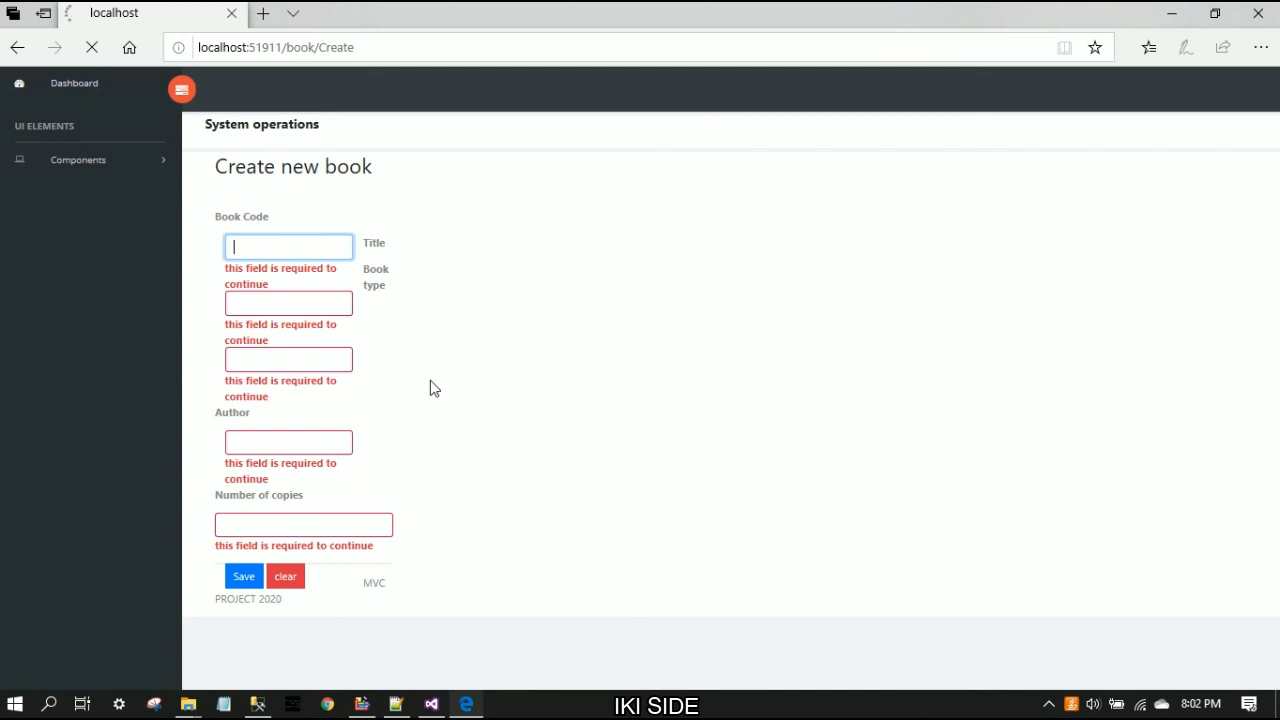 localhost
localhost:51911/book/Create
Dashboard
UI ELEMENTS
Components
System operations
Create new book
Book Code
Title
this field is required to
continue
Book
type
this field is required to
continue
this field is required to
continue
Author
this field is required to
continue
Number of copies
this field is required to continue
Save
clear
MVC
PROJECT 2020
IKI SIDE
8:02 PM